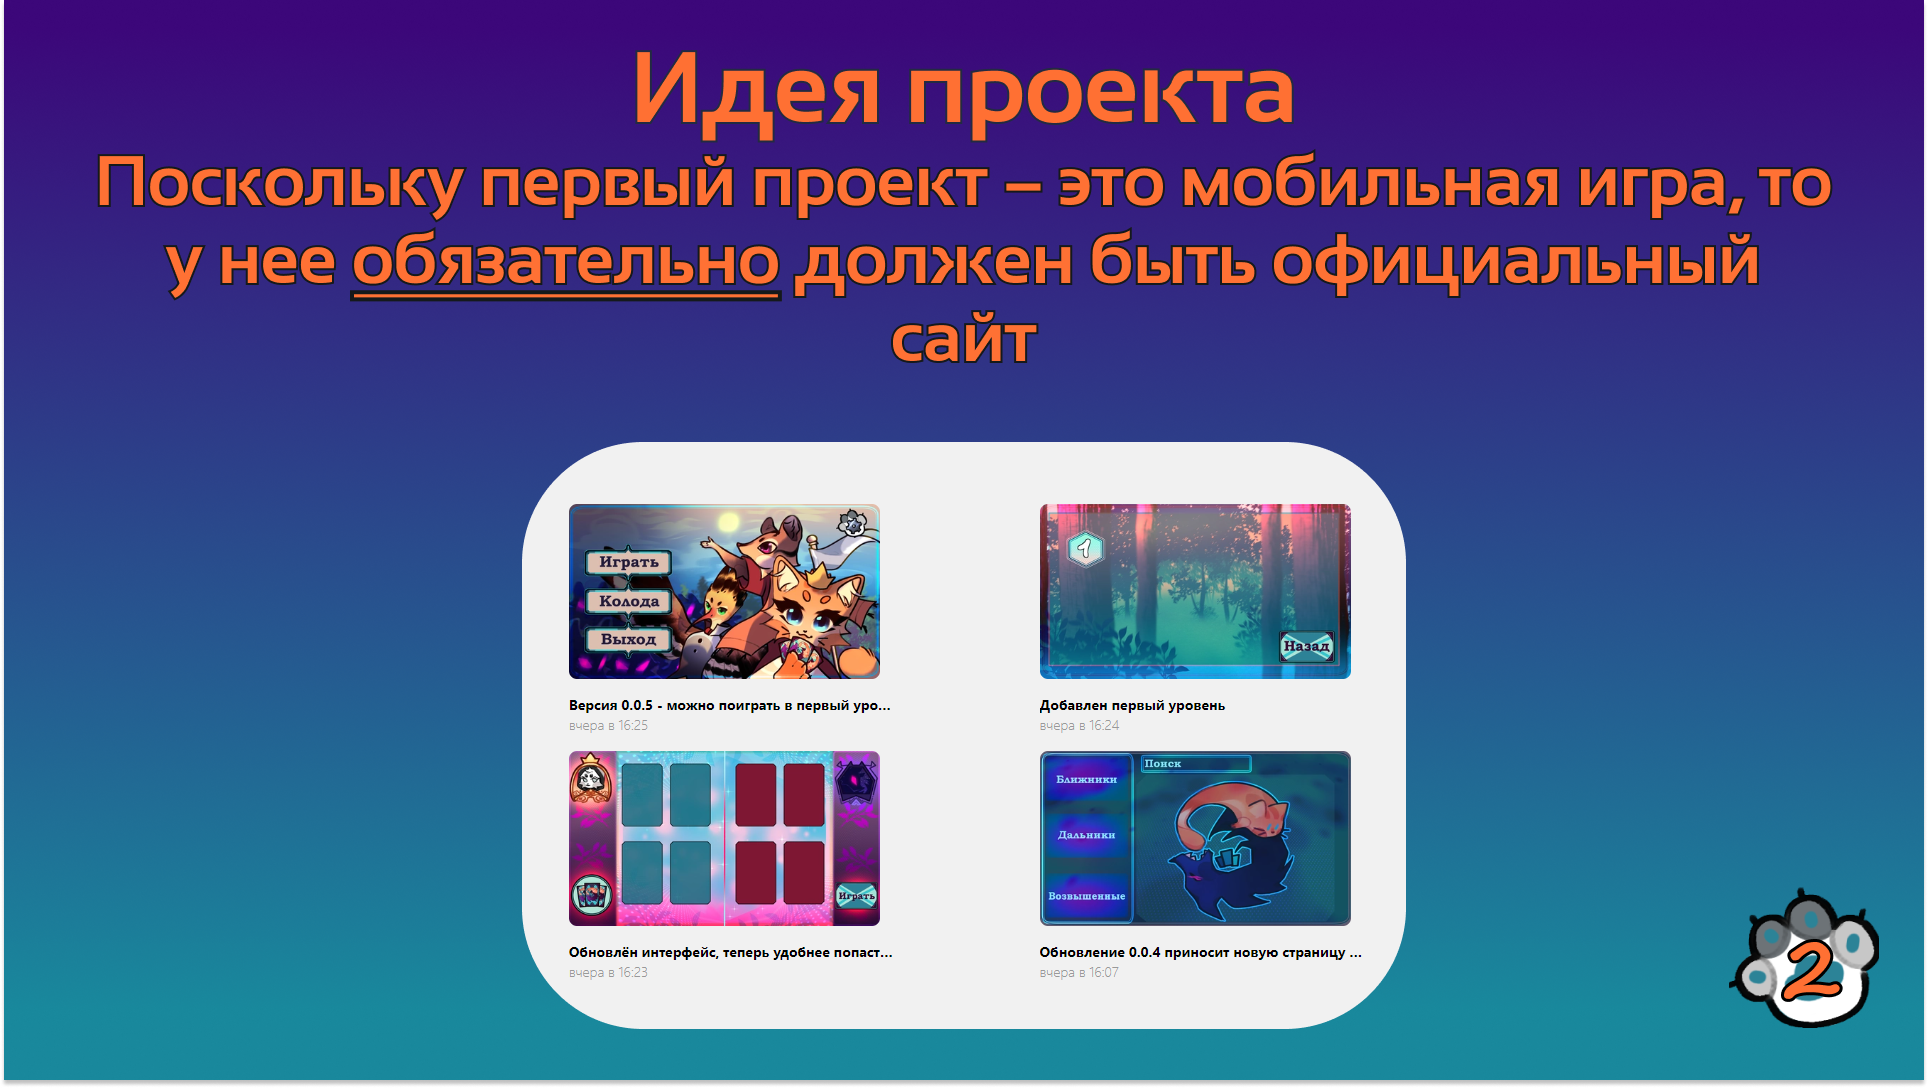 Идея проекта
Поскольку первый проект – это мобильная игра, то
у нее обязательно должен быть официальный
сайт
Играть
Колода
Выход
1
Назад
Версия 0.0.5 - можно поиграть в первый уро...
вчера в 16:25
Добавлен первый уровень
вчера в 16:24
Играть
Поиск
Ближники
Дальники
Возвышенные
Обновлён интерфейс, теперь удобнее попаст...
вчера в 16:23
Обновление 0.0.4 приносит новую страницу ...
вчера в 16:07
2